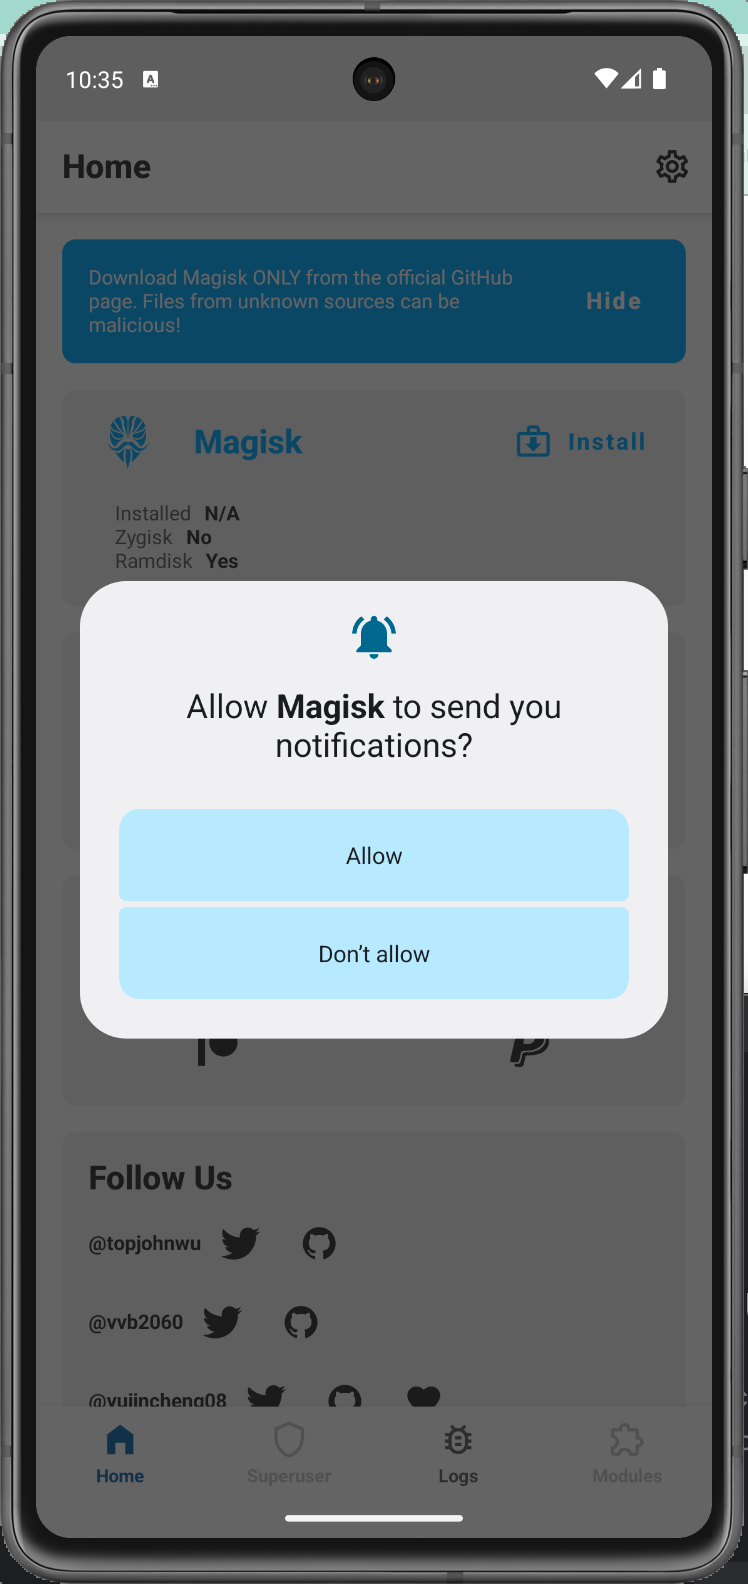 10:35
Home
Download Magisk ONLY from the official GitHub
page. Files from unknown sources can be
malicious!
Hide
Magisk
Install
Installed N/A
Zygisk No
Ramdisk Yes
Allow Magisk to send you
notifications?
Allow
Don't allow
Follow Us
@topjohnwu
@vvb2060
@yujincheng08
Home
Superuser
Logs
Modules